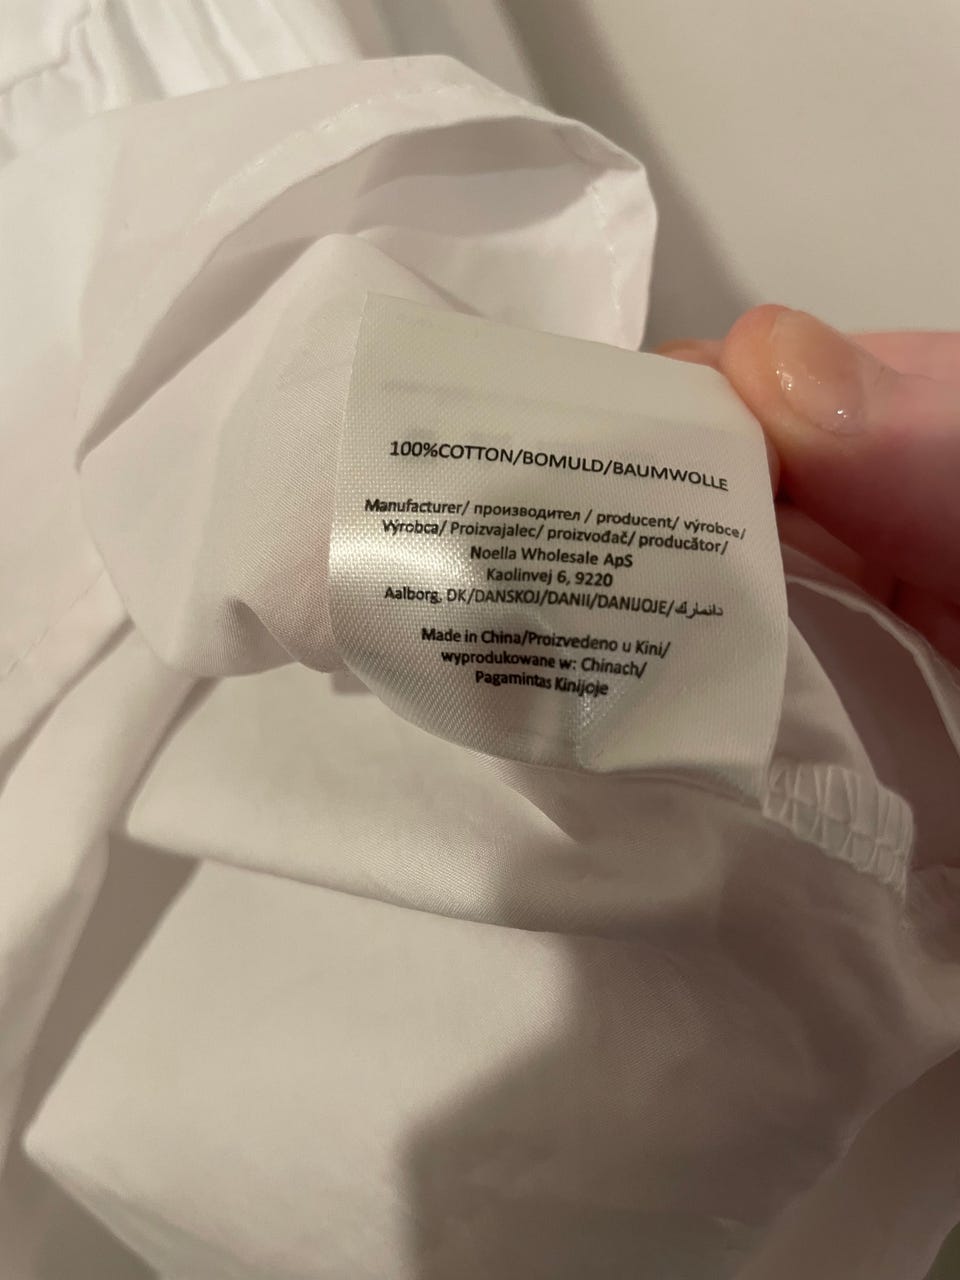 100%COTTON/BOMULD/BAUMWOLLE
Manufacturer/ производител / producent/ výrobce/
Výrobca/ Proizvajalec/ proizvođač/ producător/
Noella Wholesale ApS
Kaolinvej 6, 9220
Aalborg, DK/DANSKOJ/DANII/DANIJOJE/دانمارك
Made in China/Proizvedeno u Kini/
wyprodukowane w: Chinach/
Pagamintas Kinijoje